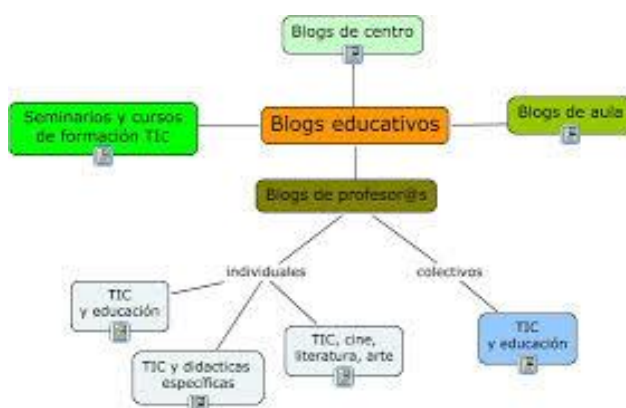 Blogs de centro
Seminarios y cursos
de formación TIC
Blogs educativos
Blogs de aula
Blogs de profesor@s
individuales
colectivos
TIC
y educación
TIC y didacticas
específicas
TIC, cine,
literatura, arte
TIC
y educación